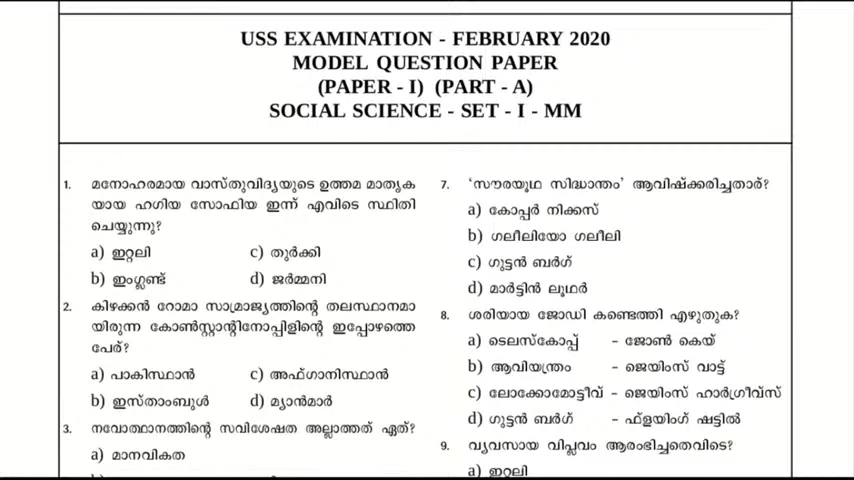 USS EXAMINATION - FEBRUARY 2020
MODEL QUESTION PAPER
(PAPER - I) (PART - A)
SOCIAL SCIENCE - SET - I - MM
1. മനോഹരമായ വാസ്തുവിദ്യയുടെ ഉത്തമ മാതൃക
യായ ഹഗിയ സോഫിയ ഇന്ന് എവിടെ സ്ഥിതി
ചെയ്യുന്നു?
a) ഇറ്റലി c) തുർക്കി
b) ഇംഗ്ലണ്ട് d) ജർമ്മനി
2. കിഴക്കൻ റോമാ സാമ്രാജ്യത്തിന്റെ തലസ്ഥാനമാ
യിരുന്ന കോൺസ്റ്റാന്റിനോപ്പിളിന്റെ ഇപ്പോഴത്തെ
പേര്?
a) പാകിസ്ഥാൻ c) അഫ്ഗാനിസ്ഥാൻ
b) ഇസ്താംബുൾ d) മ്യാൻമാർ
3. നവോത്ഥാനത്തിന്റെ സവിശേഷത അല്ലാത്തത് ഏത്?
a) മാനവികത
7. ‘സൗരയൂഥ സിദ്ധാന്തം’ ആവിഷ്ക്കരിച്ചതാര്?
a) കോപ്പർ നിക്കസ്
b) ഗലീലിയോ ഗലീലി
c) ഗുട്ടൻ ബർഗ്
d) മാർട്ടിൻ ലൂഥർ
8. ശരിയായ ജോഡി കണ്ടെത്തി എഴുതുക?
a) ടെലസ്കോപ്പ് - ജോൺ കെയ്
b) ആവിയന്ത്രം - ജെയിംസ് വാട്ട്
c) ലോക്കോമോട്ടീവ് - ജെയിംസ് ഹാർഗ്രീവ്സ്
d) ഗുട്ടൻ ബർഗ് - ഫ്ളയിംഗ് ഷട്ടിൽ
9. വ്യവസായ വിപ്ലവം ആരംഭിച്ചതെവിടെ?
a) ഇറ്റലി